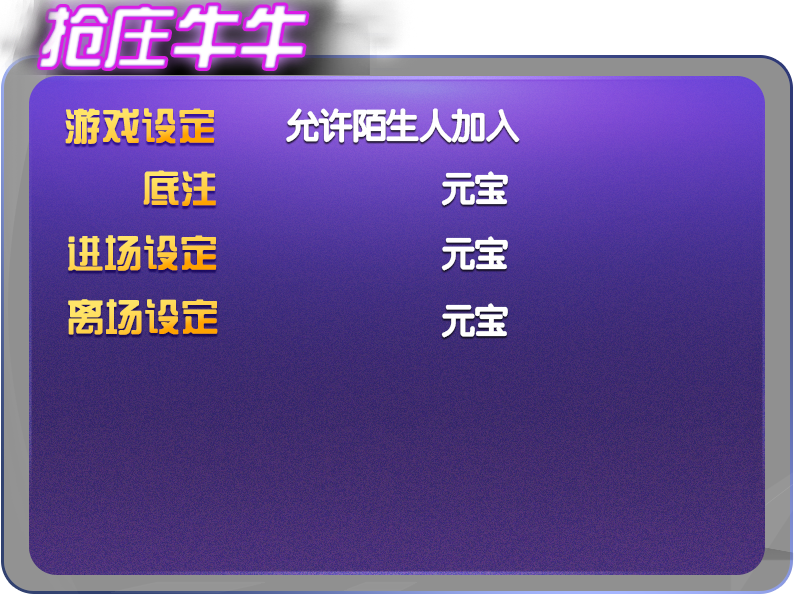 抢庄牛牛
游戏设定 允许陌生人加入
底注 元宝
进场设定 元宝
离场设定 元宝